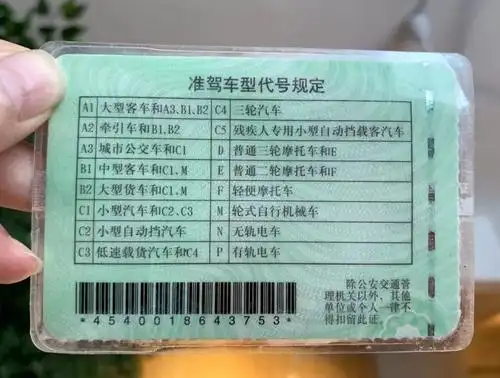 准驾车型代号规定
A1 大型客车和A3、B1、B2 C4 三轮汽车
A2 牵引车和B1、B2 C5 残疾人专用小型自动挡载客汽车
A3 城市公交车和C1 D 普通三轮摩托车和E
B1 中型客车和C1、M E 普通二轮摩托车和F
B2 大型货车和C1、M F 轻便摩托车
C1 小型汽车和C2、C3 M 轮式自行机械车
C2 小型自动挡汽车 N 无轨电车
C3 低速载货汽车和C4 P 有轨电车
*4540018643753*
除公安交通管
理机关以外，其他
单位或个人一律不
得扣留此证。